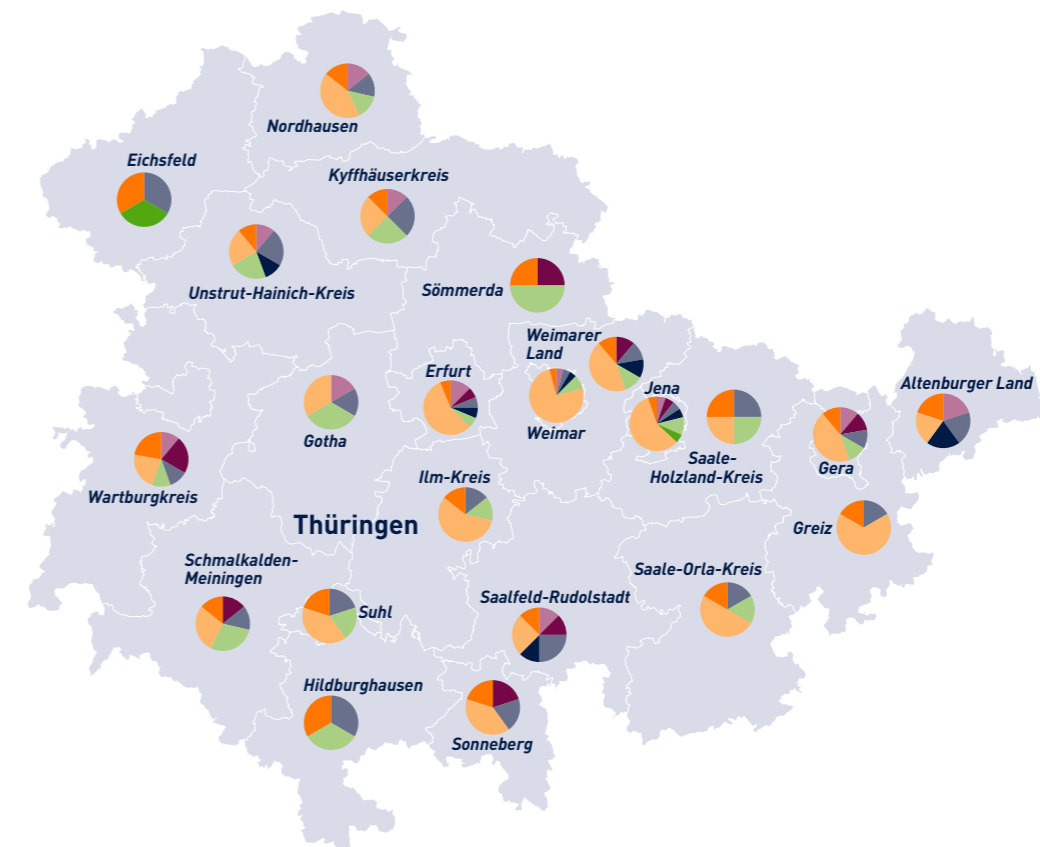 Nordhausen
Eichsfeld
Kyffhäuserkreis
Unstrut-Hainich-Kreis
Sömmerda
Weimarer
Land
Erfurt
Jena
Altenburger Land
Gotha
Weimar
Saale-
Holzland-Kreis
Gera
Wartburgkreis
Ilm-Kreis
Thüringen
Greiz
Schmalkalden-
Meiningen
Saale-Orla-Kreis
Suhl
Saalfeld-Rudolstadt
Hildburghausen
Sonneberg